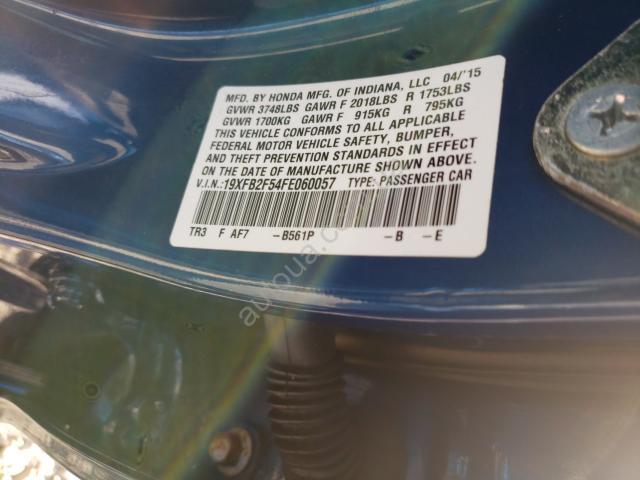 MFD. BY HONDA MFG. OF INDIANA, LLC 04/'15
GVWR 3748LBS GAWR F 2018LBS R 1753LBS
GVWR 1700KG GAWR F 915KG R 795KG
THIS VEHICLE CONFORMS TO ALL APPLICABLE
FEDERAL MOTOR VEHICLE SAFETY, BUMPER,
AND THEFT PREVENTION STANDARDS IN EFFECT
ON THE DATE OF MANUFACTURE SHOWN ABOVE.
V.I.N.:19XFB2F54FE060057 TYPE: PASSENGER CAR
TR3 F AF7 -B561P -B -E
autoua.com